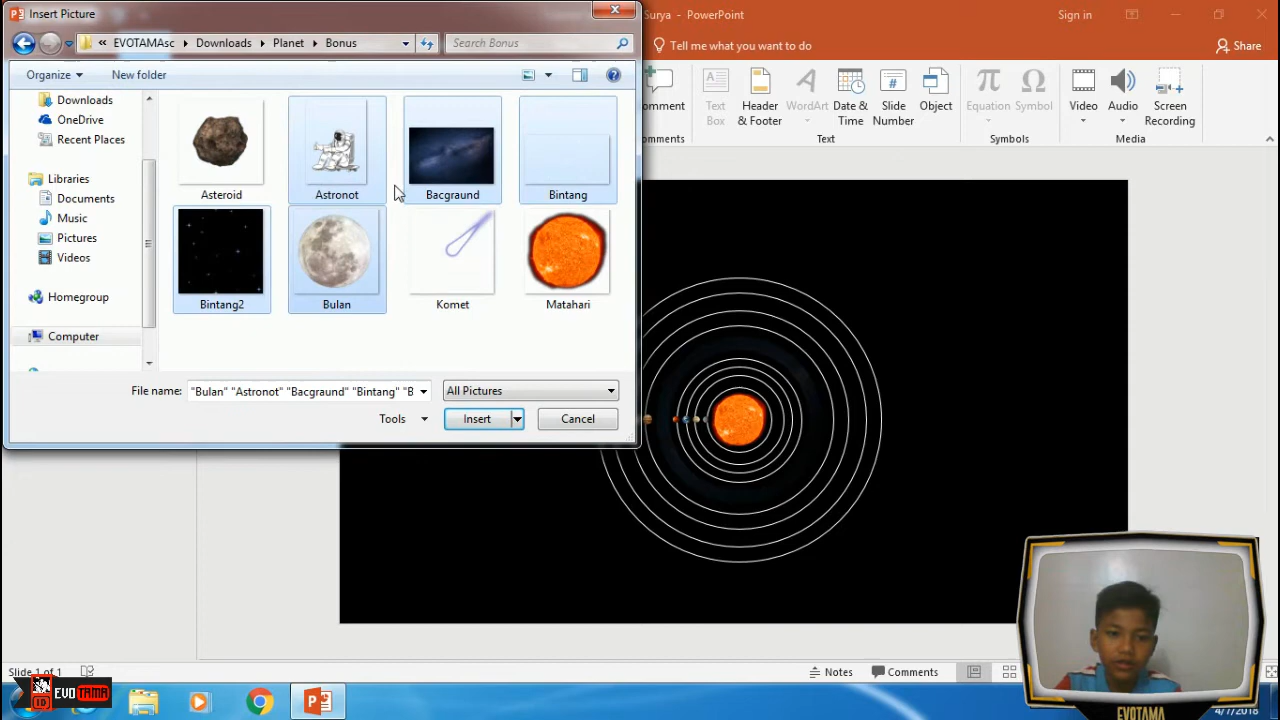 Insert Picture
Surya - PowerPoint
Sign in
« EVOTAMAsc
Downloads
Planet
Bonus
Search Bonus
Tell me what you want to do
Share
Organize
New folder
Downloads
OneDrive
Recent Places
Libraries
Documents
Music
Pictures
Videos
Homegroup
Computer
Asteroid
Astronot
Bacgraund
Bintang
Bintang2
Bulan
Komet
Matahari
File name:
"Bulan" "Astronot" "Bacgraund" "Bintang" "B
All Pictures
Tools
Insert
Cancel
omment
Text
Box
Header
& Footer
WordArt
Date &
Time
Slide
Number
Object
Equation
Symbol
Video
Audio
Screen
Recording
mments
Text
Symbols
Media
Slide 1 of 1
Notes
Comments
ID
EVOTAMA
EVOTAMA
4/7/2018